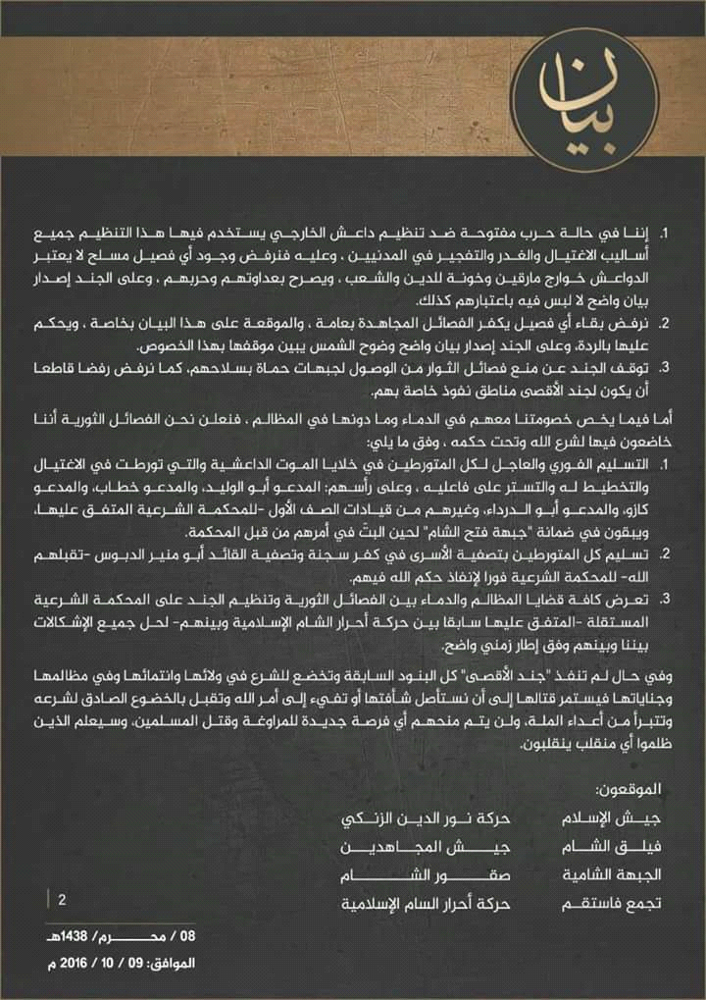 بيان
1. إننا في حالة حرب مفتوحة ضد تنظيم داعش الخارجي يستخدم فيها هذا التنظيم جميع
أساليب الاغتيال والغدر والتفجير في المدنيين ، وعليه فنرفض وجود أي فصيل مسلح لا يعتبر
الدواعش خوارج مارقين وخونة للدين والشعب ، ويصرح بعداوتهم وحربهم ، وعلى الجند إصدار
بيان واضح لا لبس فيه باعتبارهم كذلك.
2. نرفض بقاء أي فصيل يكفر الفصائل المجاهدة بعامة ، والموقعة على هذا البيان بخاصة ، ويحكم
عليها بالردة، وعلى الجند إصدار بيان واضح وضوح الشمس يبين موقفها بهذا الخصوص.
3. توقف الجند عن منع فصائل الثوار من الوصول لجبهات حماة بسلاحهم، كما نرفض رفضا قاطعا
أن يكون لجند الأقصى مناطق نفوذ خاصة بهم.
أما فيما يخص خصومتنا معهم في الدماء وما دونها في المظالم ، فنعلن نحن الفصائل الثورية أننا
خاضعون فيها لشرع الله وتحت حكمه ، وفق ما يلي:
1. التسليم الفوري والعاجل لكل المتورطين في خلايا الموت الداعشية والتي تورطت في الاغتيال
والتخطيط له والتستر على فاعليه ، وعلى رأسهم: المدعو أبو الوليد، والمدعو خطاب، والمدعو
كازو، والمدعو أبو الدرداء، وغيرهم من قيادات الصف الأول -للمحكمة الشرعية المتفق عليها،
ويبقون في ضمانة "جبهة فتح الشام" لحين البتّ في أمرهم من قبل المحكمة.
2. تسليم كل المتورطين بتصفية الأسرى في كفر سجنة وتصفية القائد أبو منير الدبوس -تقبلهم
الله- للمحكمة الشرعية فورا لإنفاذ حكم الله فيهم.
3. تعرض كافة قضايا المظالم والدماء بين الفصائل الثورية وتنظيم الجند على المحكمة الشرعية
المستقلة -المتفق عليها سابقا بين حركة أحرار الشام الإسلامية وبينهم- لحل جميع الإشكالات
بيننا وبينهم وفق إطار زمني واضح.
وفي حال لم تنفذ "جند الأقصى" كل البنود السابقة وتخضع للشرع في ولائها وانتمائها وفي مظالمها
وجناياتها فيستمر قتالها إلى أن نستأصل شأفتها أو تفيء إلى أمر الله وتقبل بالخضوع الصادق لشرعه
وتتبرأ من أعداء الملة، ولن يتم منحهم أي فرصة جديدة للمراوغة وقتل المسلمين، وسيعلم الذين
ظلموا أي منقلب ينقلبون.
الموقعون:
جيش الإسلام حركة نور الدين الزنكي
فيلق الشام جيش المجاهدين
الجبهة الشامية صقور الشام
تجمع فاستقم حركة أحرار السام الإسلامية
2
08 / محرم/ 1438هـ
الموافق: 09 / 10 / 2016 م